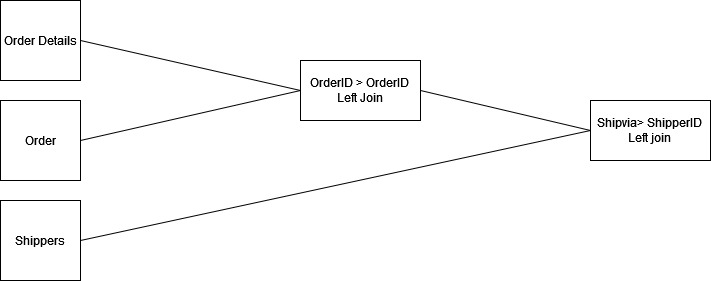 Order Details
OrderID > OrderID
Left Join
Order
Shipvia> ShipperID
Left join
Shippers